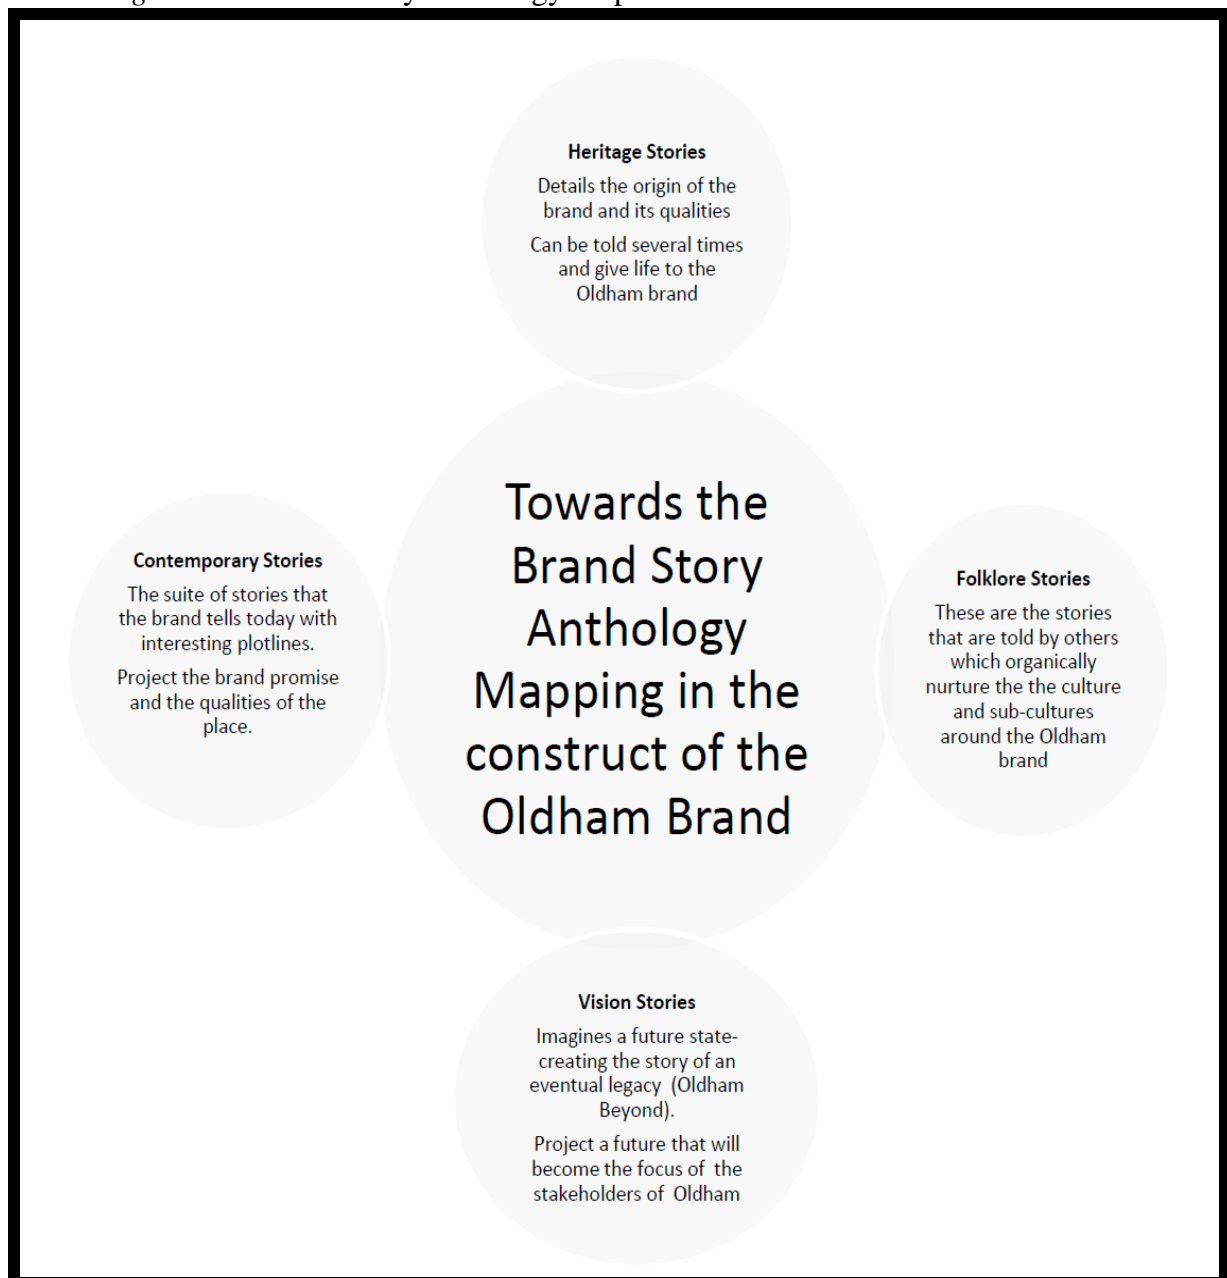 Heritage Stories
Details the origin of the
brand and its qualities
Can be told several times
and give life to the
Oldham brand
Towards the
Brand Story
Anthology
Mapping in the
construct of the
Oldham Brand
Contemporary Stories
The suite of stories that
the brand tells today with
interesting plotlines.
Project the brand promise
and the qualities of the
place.
Folklore Stories
These are the stories
that are told by others
which organically
nurture the the culture
and sub-cultures
around the Oldham
brand
Vision Stories
Imagines a future state-
creating the story of an
eventual legacy (Oldham
Beyond).
Project a future that will
become the focus of the
stakeholders of Oldham